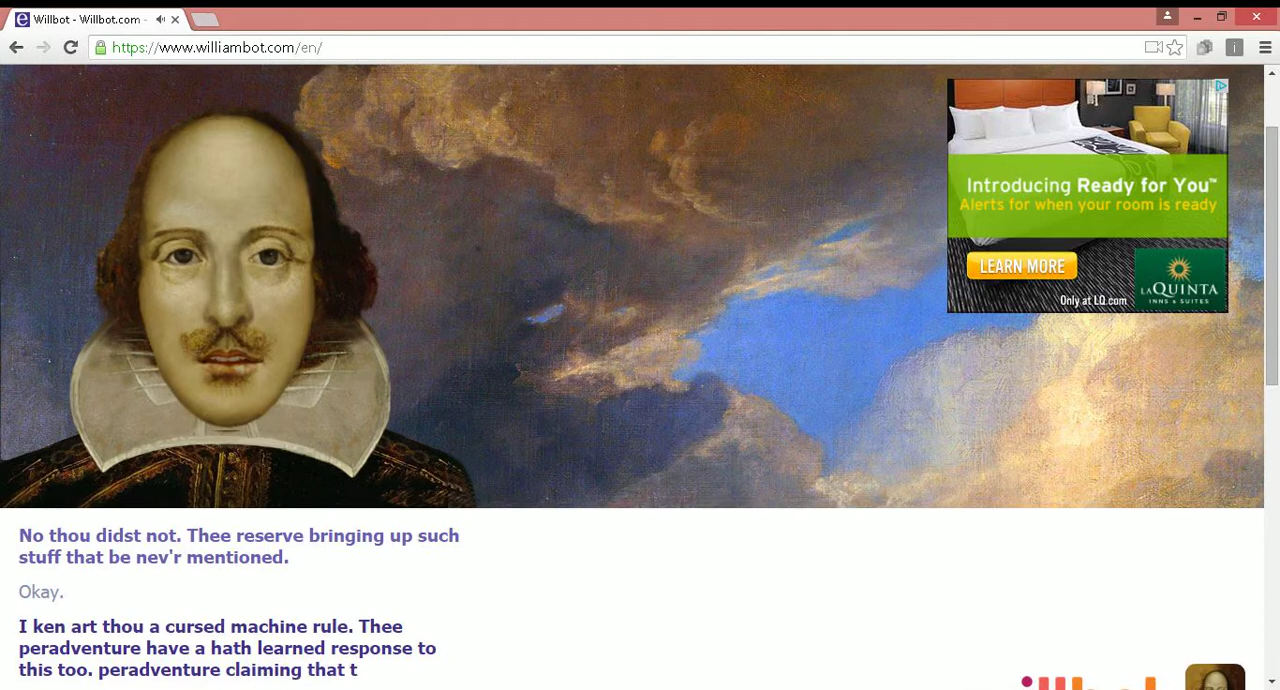 Willbot - Willbot.com -
https://www.williambot.com/en/
Introducing Ready for You™
Alerts for when your room is ready
LEARN MORE
LAQUINTA
INNS & SUITES
Only at LQ.com
No thou didst not. Thee reserve bringing up such
stuff that be nev'r mentioned.
Okay.
I ken art thou a cursed machine rule. Thee
peradventure have a hath learned response to
this too. peradventure claiming that t